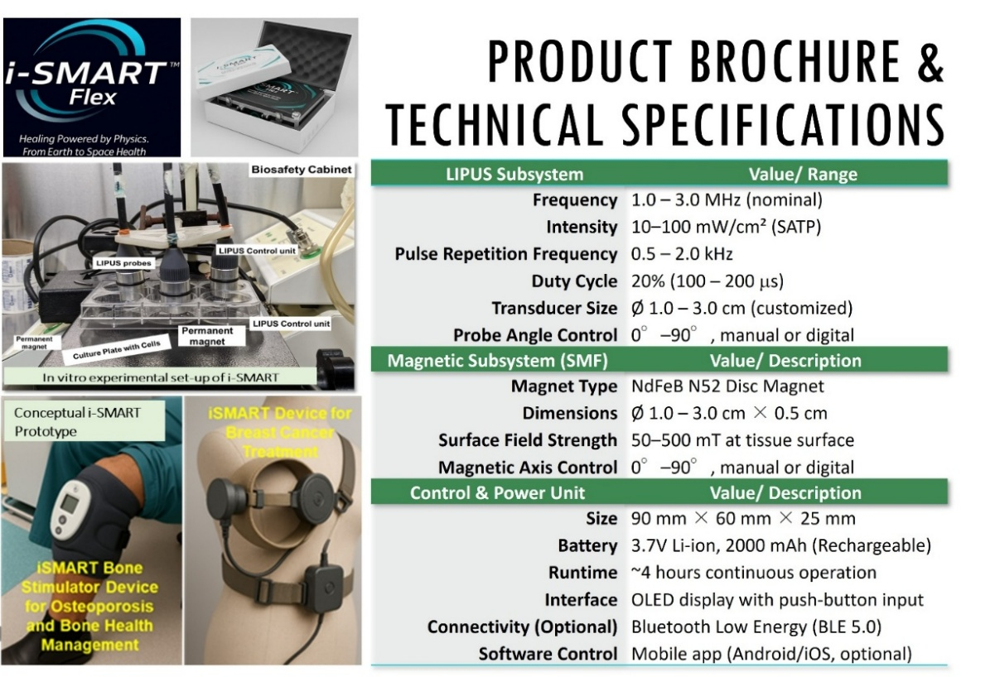 i-SMART™
Flex
Healing Powered by Physics.
From Earth to Space Health
i-SMART
SMART
Flex
PRODUCT BROCHURE &
TECHNICAL SPECIFICATIONS
Biosafety Cabinet
LIPUS Control unit
LIPUS probes
LIPUS Control unit
Permanent
magnet
Permanent
magnet
Culture Plate with Cells
In vitro experimental set-up of i-SMART
Conceptual i-SMART
Prototype
iSMART Bone
Stimulator Device
for Osteoporosis
and Bone Health
Management
iSMART Device for
Breast Cancer
Treatment
LIPUS Subsystem Value/ Range
Frequency 1.0 – 3.0 MHz (nominal)
Intensity 10–100 mW/cm² (SATP)
Pulse Repetition Frequency 0.5 – 2.0 kHz
Duty Cycle 20% (100 – 200 μs)
Transducer Size Ø 1.0 – 3.0 cm (customized)
Probe Angle Control 0° –90° , manual or digital
Magnetic Subsystem (SMF) Value/ Description
Magnet Type NdFeB N52 Disc Magnet
Dimensions Ø 1.0 – 3.0 cm × 0.5 cm
Surface Field Strength 50–500 mT at tissue surface
Magnetic Axis Control 0° –90° , manual or digital
Control & Power Unit Value/ Description
Size 90 mm × 60 mm × 25 mm
Battery 3.7V Li-ion, 2000 mAh (Rechargeable)
Runtime ~4 hours continuous operation
Interface OLED display with push-button input
Connectivity (Optional) Bluetooth Low Energy (BLE 5.0)
Software Control Mobile app (Android/iOS, optional)